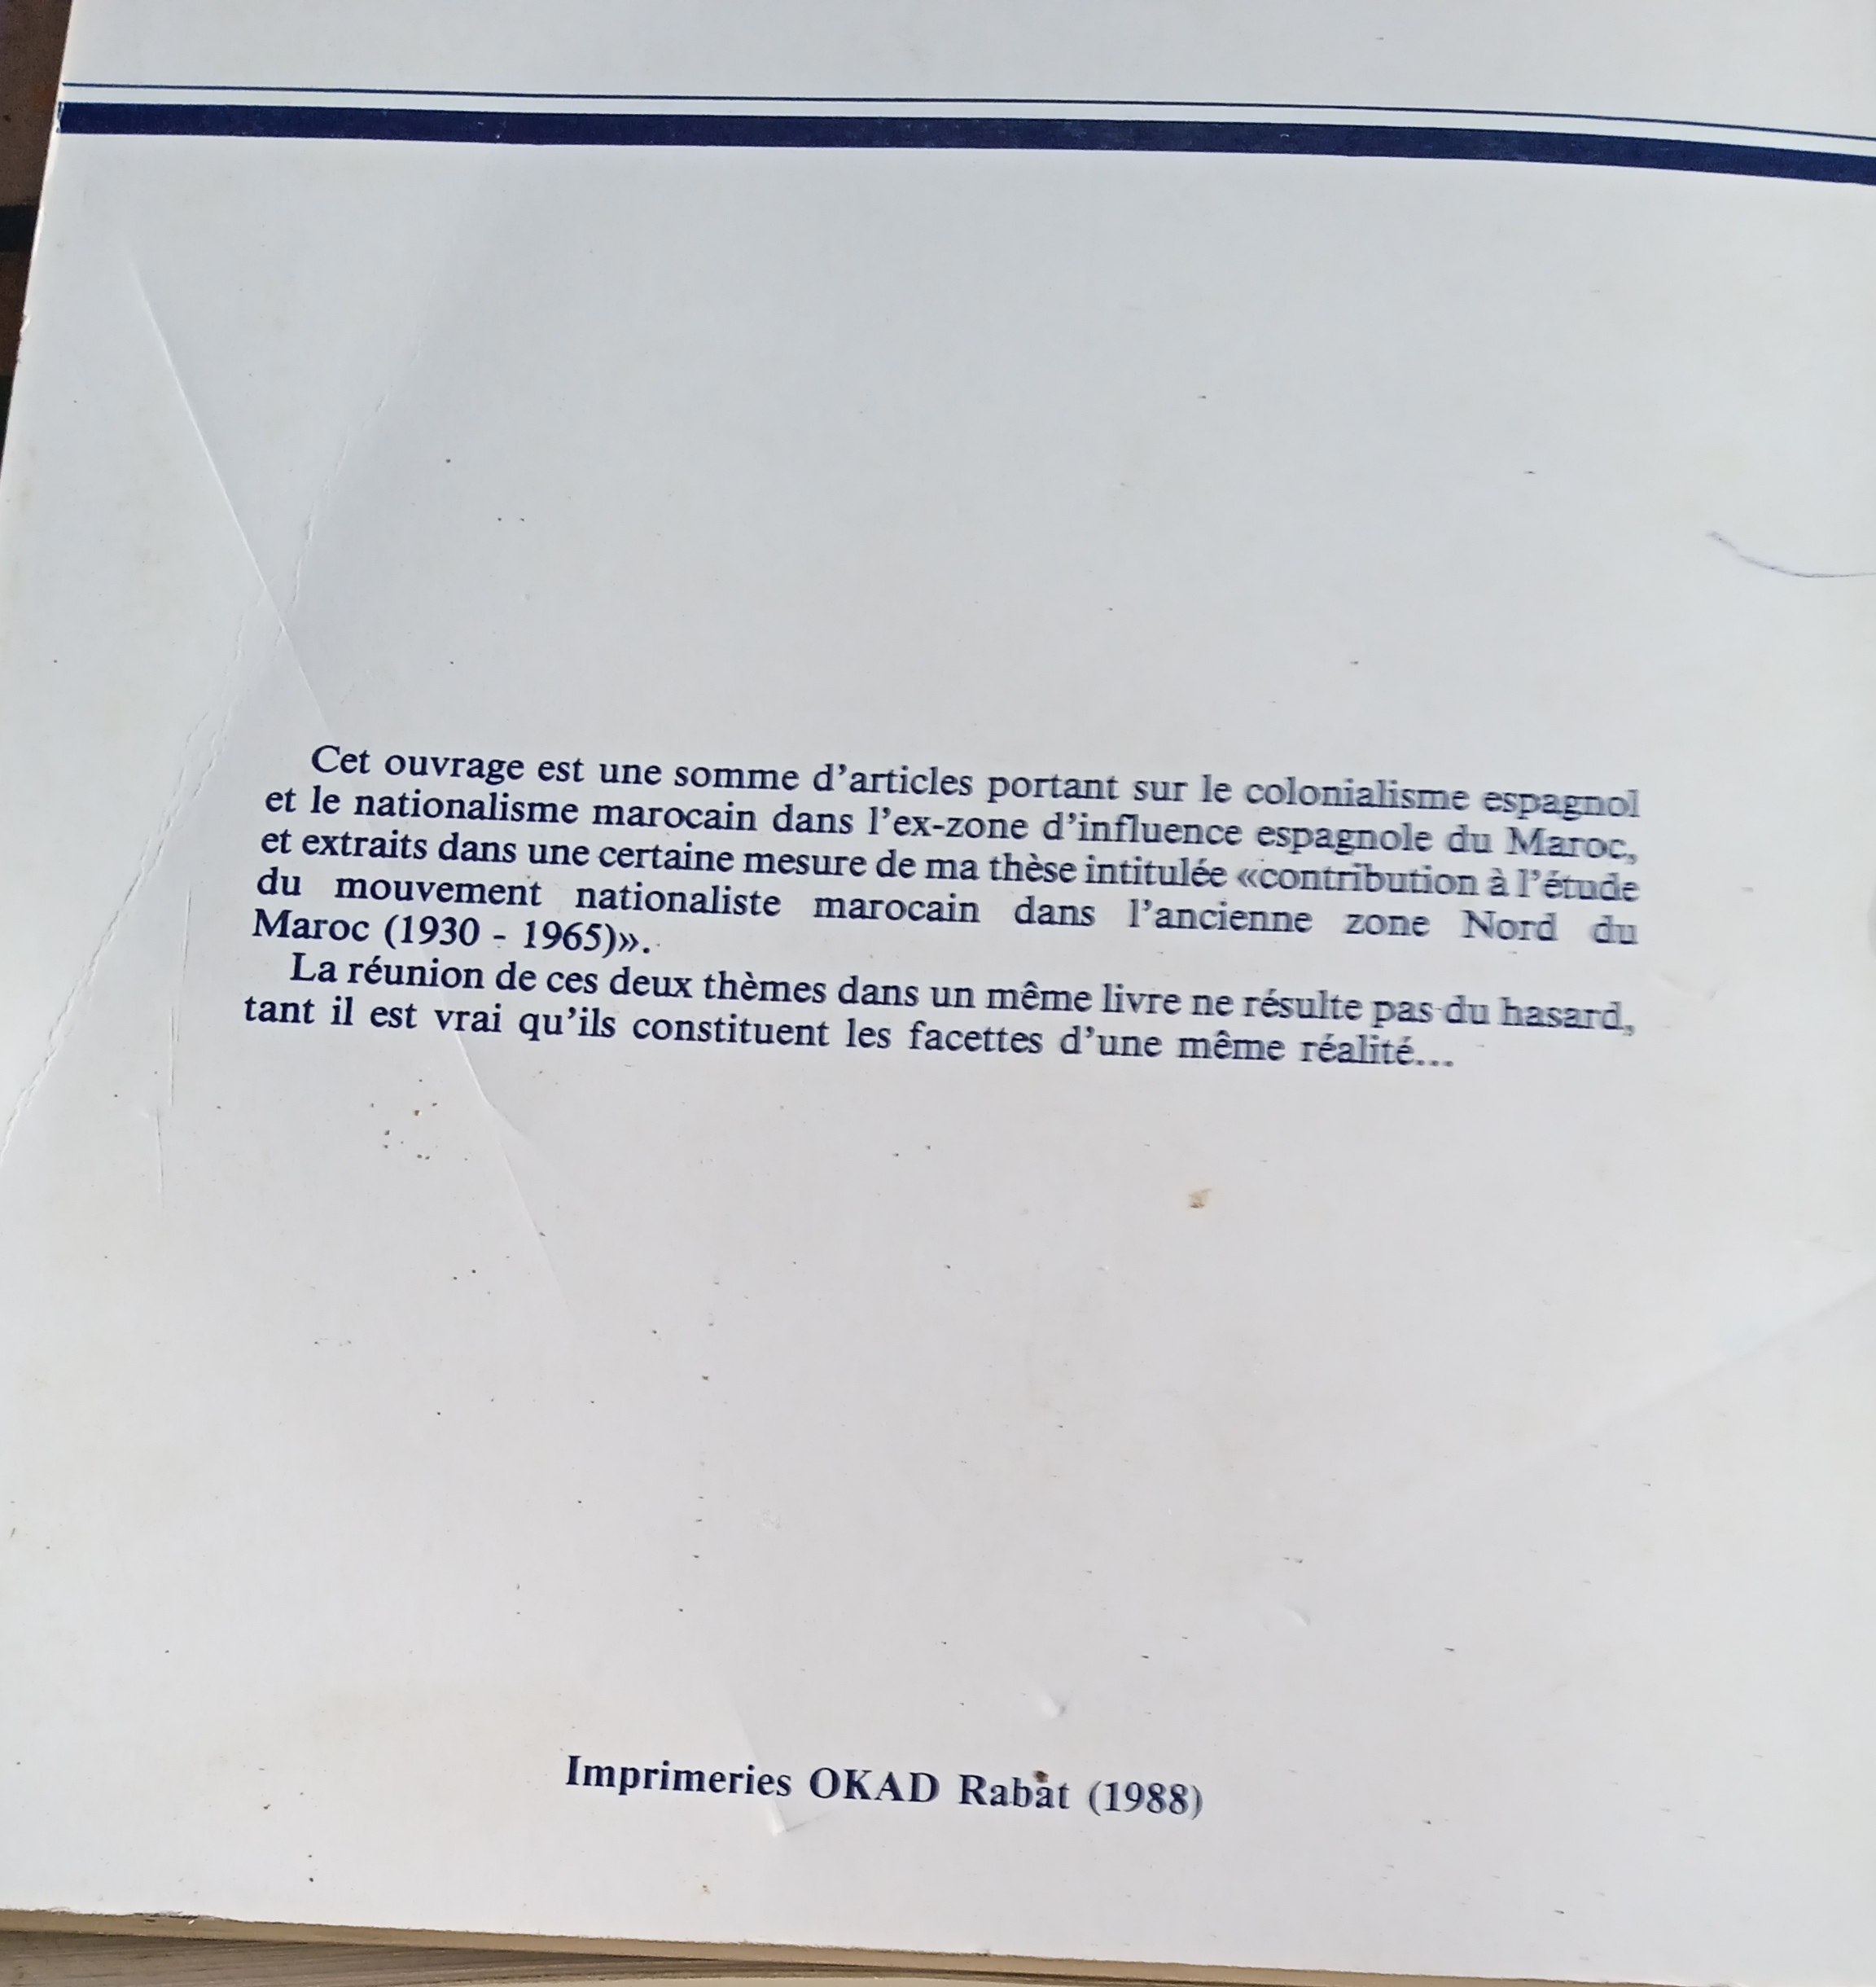 Cet ouvrage est une somme d'articles portant sur le colonialisme espagnol
et le nationalisme marocain dans l'ex-zone d'influence espagnole du Maroc,
et extraits dans une certaine mesure de ma thèse intitulée «contribution à l'étude
du mouvement nationaliste marocain dans l'ancienne zone Nord du
Maroc (1930 - 1965)».
La réunion de ces deux thèmes dans un même livre ne résulte pas du hasard,
tant il est vrai qu'ils constituent les facettes d'une même réalité...
Imprimeries OKAD Rabat (1988)